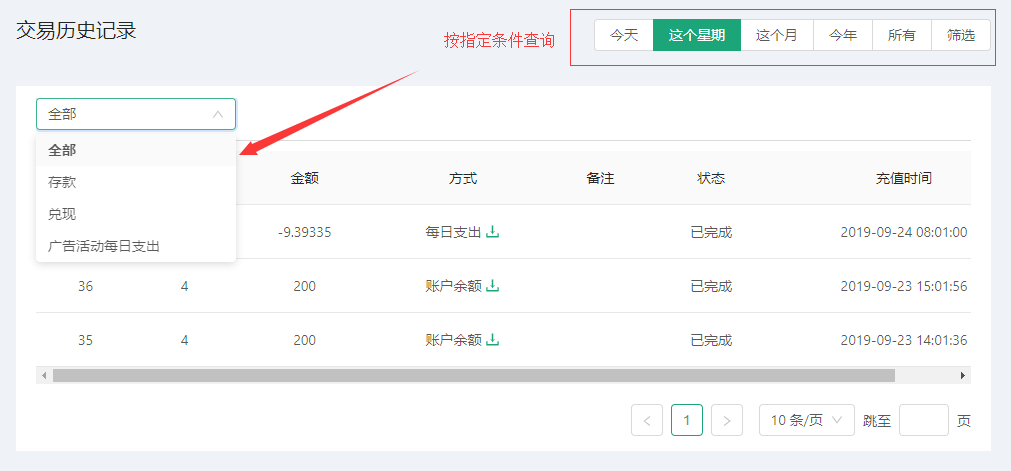 交易历史记录
按指定条件查询
今天 这个星期 这个月 今年 所有 筛选
全部
全部
存款
兑现
广告活动每日支出
金额 方式 备注 状态 充值时间
-9.39335 每日支出 已完成 2019-09-24 08:01:00
36 4 200 账户余额 已完成 2019-09-23 15:01:56
35 4 200 账户余额 已完成 2019-09-23 14:01:36
1 10 条/页 跳至 页